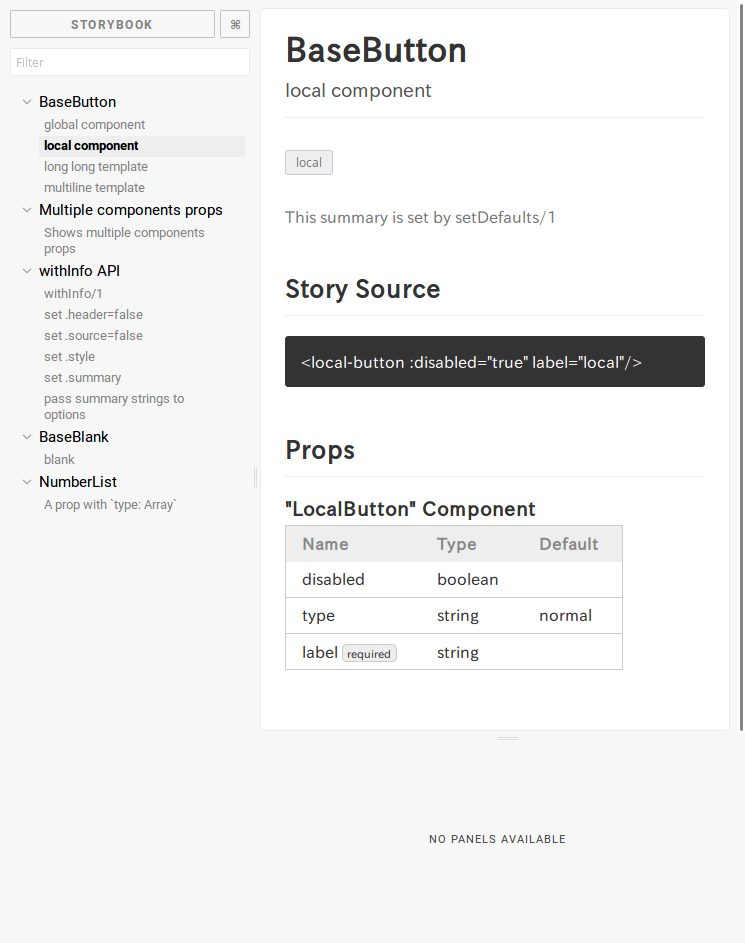 STORYBOOK
⌘
Filter
BaseButton
global component
local component
long long template
multiline template
Multiple components props
Shows multiple components
props
withInfo API
withInfo/1
set .header=false
set .source=false
set .style
set .summary
pass summary strings to
options
BaseBlank
blank
NumberList
A prop with `type: Array`
BaseButton
local component
local
This summary is set by setDefaults/1
Story Source
<local-button :disabled="true" label="local"/>
Props
"LocalButton" Component
Name Type Default
disabled boolean
type string normal
label required string
NO PANELS AVAILABLE